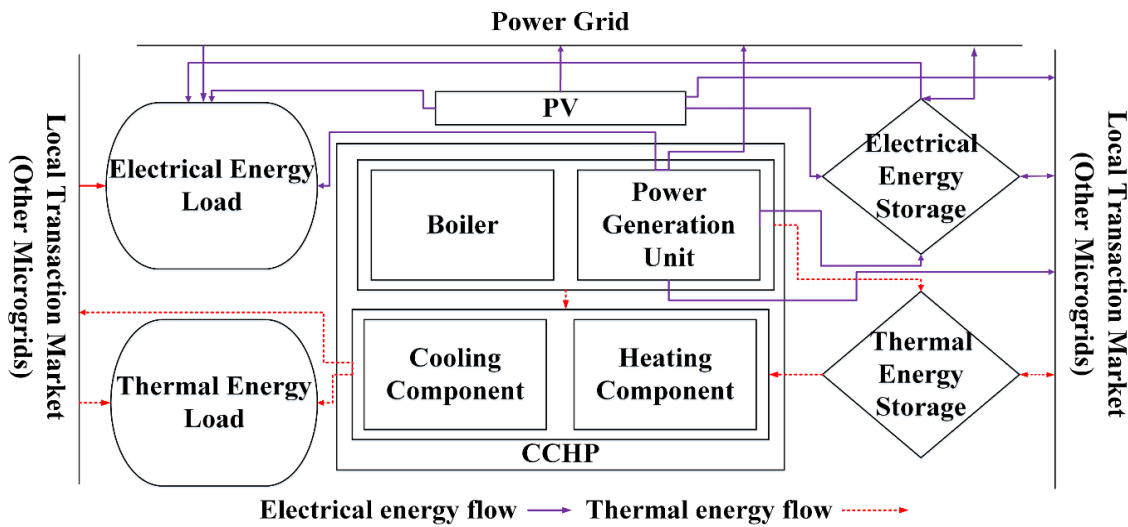 Power Grid
Local Transaction Market
(Other Microgrids)
PV
Electrical Energy
Load
Boiler
Power
Generation
Unit
Electrical
Energy
Storage
Thermal Energy
Load
Cooling
Component
Heating
Component
CCHP
Thermal
Energy
Storage
Local Transaction Market
(Other Microgrids)
Electrical energy flow
Thermal energy flow